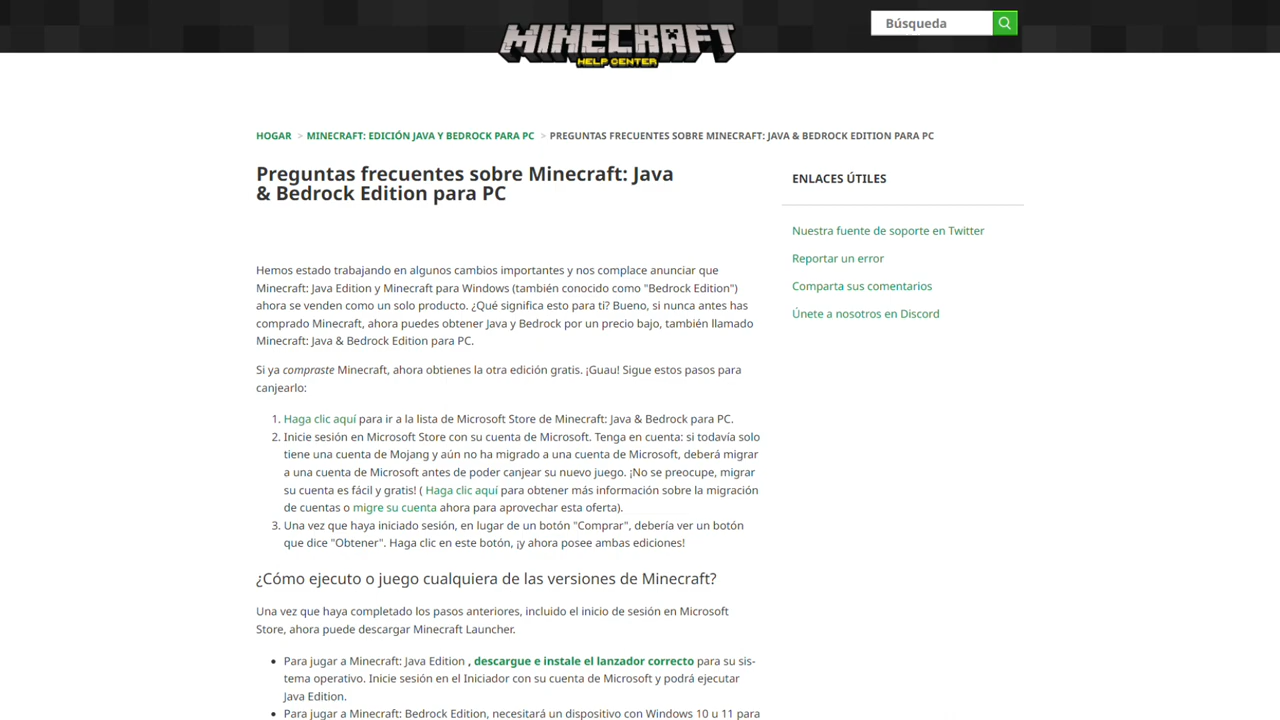 MINECRAFT
HELP CENTER
Búsqueda
HOGAR > MINECRAFT: EDICIÓN JAVA Y BEDROCK PARA PC > PREGUNTAS FRECUENTES SOBRE MINECRAFT: JAVA & BEDROCK EDITION PARA PC
Preguntas frecuentes sobre Minecraft: Java
& Bedrock Edition para PC
Hemos estado trabajando en algunos cambios importantes y nos complace anunciar que
Minecraft: Java Edition y Minecraft para Windows (también conocido como "Bedrock Edition")
ahora se venden como un solo producto. ¿Qué significa esto para ti? Bueno, si nunca antes has
comprado Minecraft, ahora puedes obtener Java y Bedrock por un precio bajo, también llamado
Minecraft: Java & Bedrock Edition para PC.
Si ya compraste Minecraft, ahora obtienes la otra edición gratis. ¡Guau! Sigue estos pasos para
canjearlo:
1. Haga clic aquí para ir a la lista de Microsoft Store de Minecraft: Java & Bedrock para PC.
2. Inicie sesión en Microsoft Store con su cuenta de Microsoft. Tenga en cuenta: si todavía solo
tiene una cuenta de Mojang y aún no ha migrado a una cuenta de Microsoft, deberá migrar
a una cuenta de Microsoft antes de poder canjear su nuevo juego. ¡No se preocupe, migrar
su cuenta es fácil y gratis! ( Haga clic aquí para obtener más información sobre la migración
de cuentas o migre su cuenta ahora para aprovechar esta oferta).
3. Una vez que haya iniciado sesión, en lugar de un botón "Comprar", debería ver un botón
que dice "Obtener". Haga clic en este botón, ¡y ahora posee ambas ediciones!
¿Cómo ejecuto o juego cualquiera de las versiones de Minecraft?
Una vez que haya completado los pasos anteriores, incluido el inicio de sesión en Microsoft
Store, ahora puede descargar Minecraft Launcher.
• Para jugar a Minecraft: Java Edition , descargue e instale el lanzador correcto para su sis-
tema operativo. Inicie sesión en el Iniciador con su cuenta de Microsoft y podrá ejecutar
Java Edition.
• Para jugar a Minecraft: Bedrock Edition, necesitará un dispositivo con Windows 10 u 11 para
ENLACES ÚTILES
Nuestra fuente de soporte en Twitter
Reportar un error
Comparta sus comentarios
Únete a nosotros en Discord